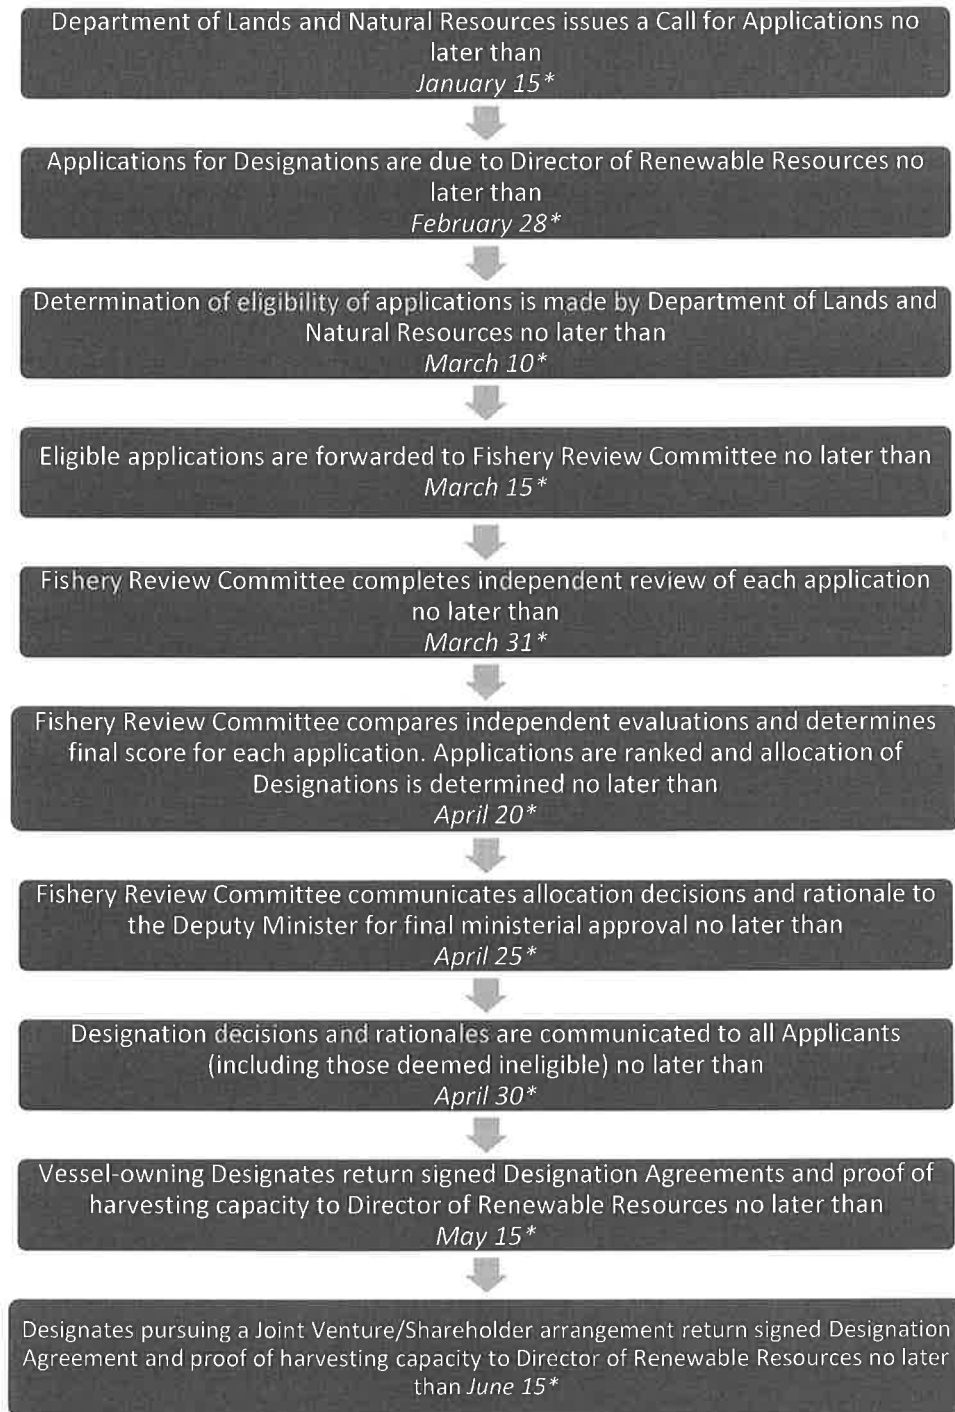 Department of Lands and Natural Resources issues a Call for Applications no
later than
January 15*
Applications for Designations are due to Director of Renewable Resources no
later than
February 28*
Determination of eligibility of applications is made by Department of Lands and
Natural Resources no later than
March 10*
Eligible applications are forwarded to Fishery Review Committee no later than
March 15*
Fishery Review Committee completes independent review of each application
no later than
March 31*
Fishery Review Committee compares independent evaluations and determines
final score for each application. Applications are ranked and allocation of
Designations is determined no later than
April 20*
Fishery Review Committee communicates allocation decisions and rationale to
the Deputy Minister for final ministerial approval no later than
April 25*
Designation decisions and rationales are communicated to all Applicants
(including those deemed ineligible) no later than
April 30*
Vessel-owning Designates return signed Designation Agreements and proof of
harvesting capacity to Director of Renewable Resources no later than
May 15*
Designates pursuing a Joint Venture/Shareholder arrangement return signed Designation
Agreement and proof of harvesting capacity to Director of Renewable Resources no later
than June 15*